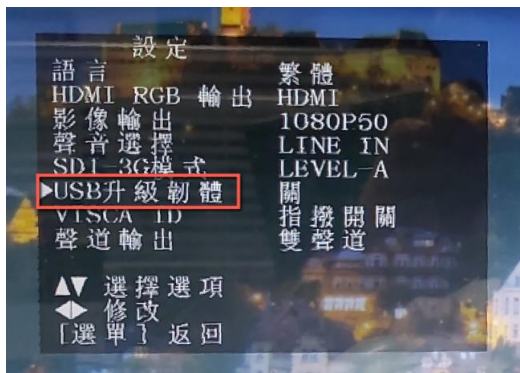 設定
語言 繁體
HDMI RGB 輸出 HDMI
影像輸出 1080P50
聲音選擇 LINE IN
SDI-3G模式 LEVEL-A
▶USB升級韌體 關
VISCA ID 指撥開關
聲道輸出 雙聲道
▲▼ 選擇選項
◀▶ 修改
[選單] 返回